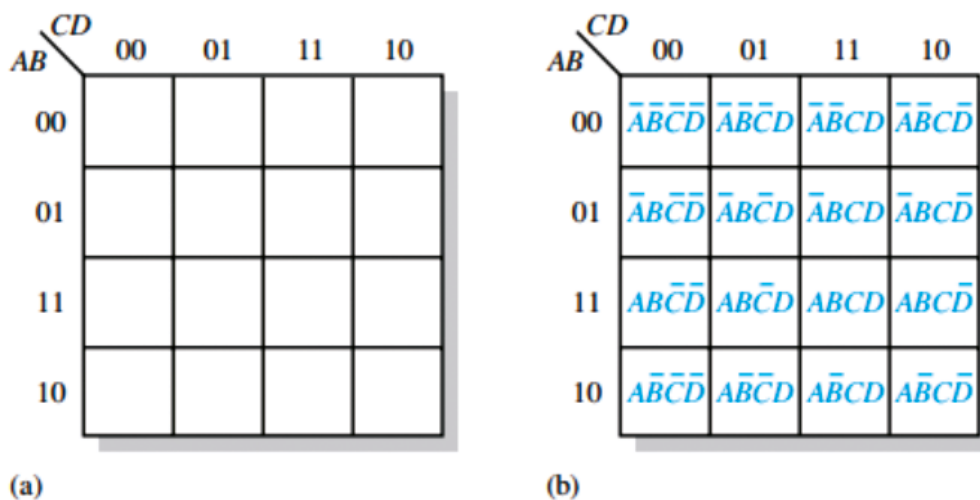 CD CD
AB 00 01 11 10 AB 00 01 11 10
00 00 A̅B̅C̅D̅ A̅B̅C̅D A̅B̅CD A̅B̅CD̅
01 01 A̅BC̅D̅ A̅BC̅D A̅BCD A̅BCD̅
11 11 ABC̅D̅ ABC̅D ABCD ABCD̅
10 10 AB̅C̅D̅ AB̅C̅D AB̅CD AB̅CD̅
(a) (b)